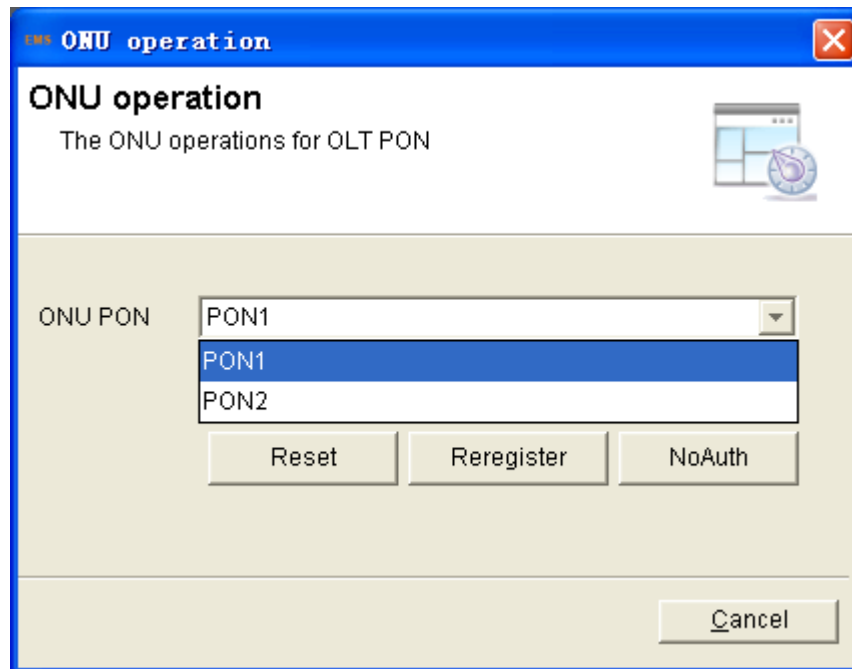 EMS ONU operation
ONU operation
The ONU operations for OLT PON
ONU PON PON1
PON1
PON2
Reset Reregister NoAuth
Cancel